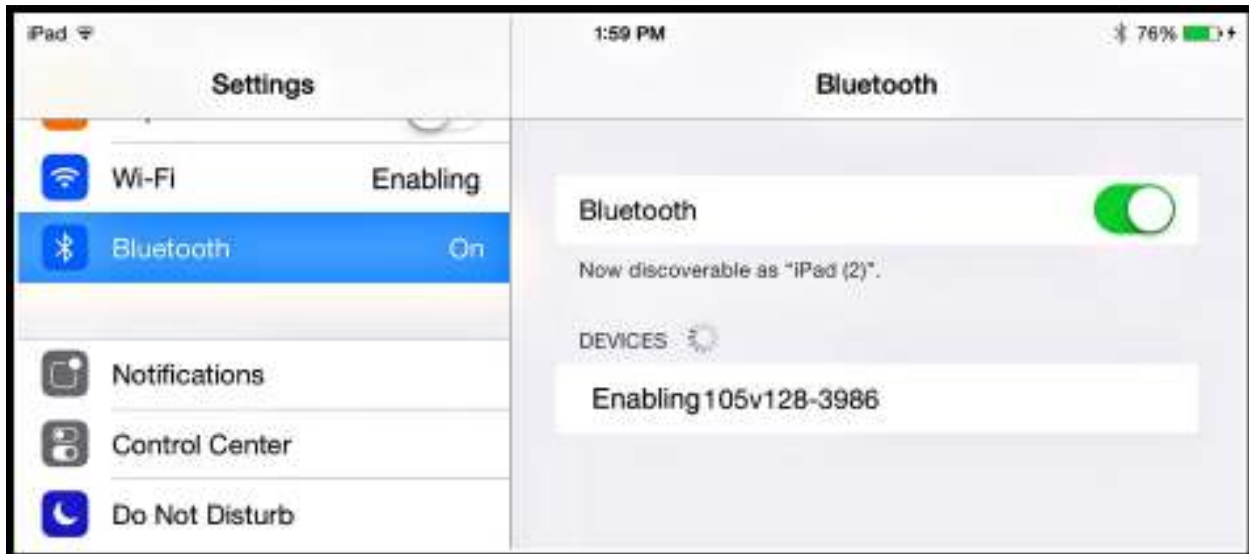 iPad 1:59 PM 76%
Settings
Wi-Fi Enabling
Bluetooth On
Notifications
Control Center
Do Not Disturb
Bluetooth
Bluetooth
Now discoverable as "iPad (2)".
DEVICES
Enabling105v128-3986